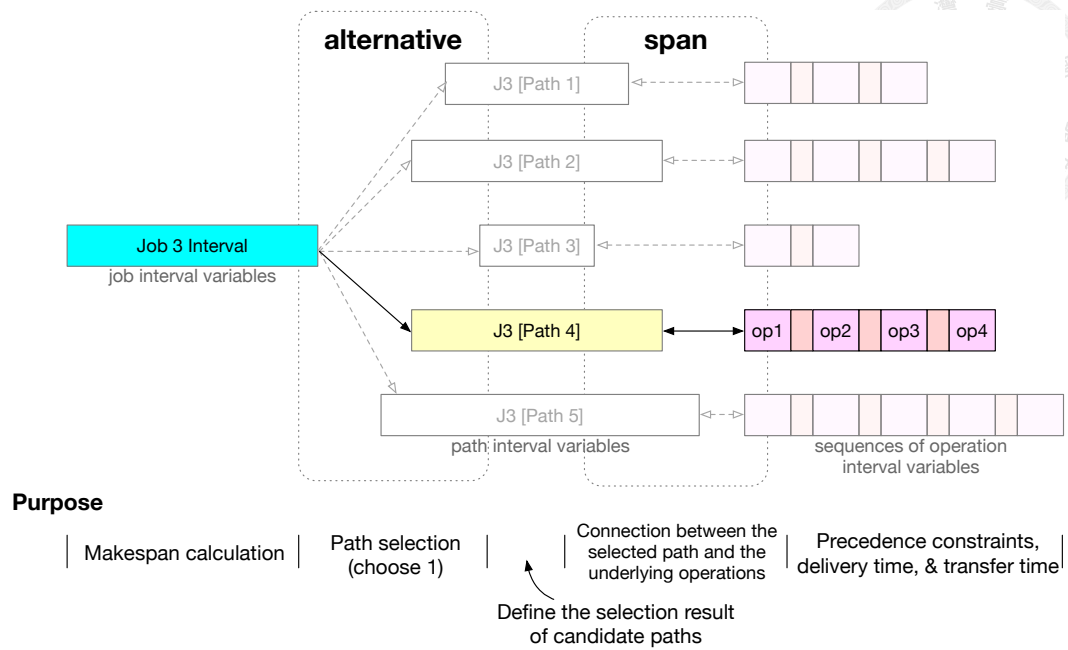 alternative
span
J3 [Path 1]
J3 [Path 2]
Job 3 Interval
J3 [Path 3]
job interval variables
J3 [Path 4]
op1
op2
op3
op4
J3 [Path 5]
path interval variables
sequences of operation
interval variables
Purpose
Makespan calculation
Path selection
(choose 1)
Connection between the
selected path and the
underlying operations
Precedence constraints,
delivery time, & transfer time
Define the selection result
of candidate paths